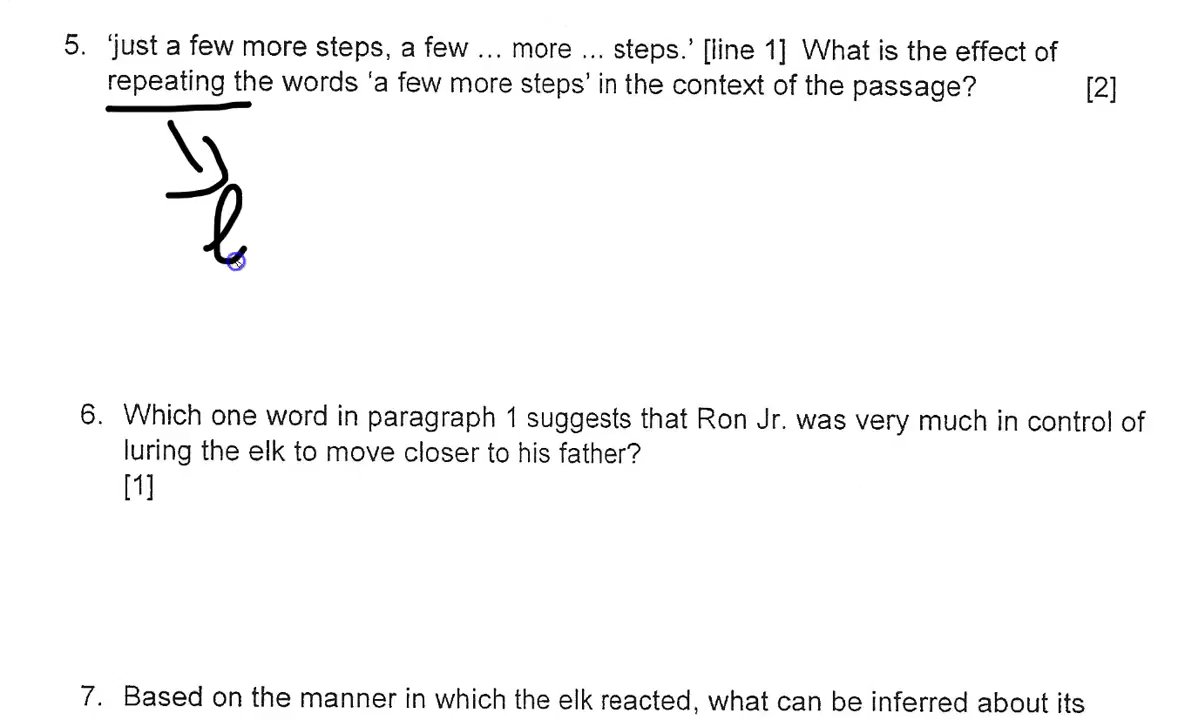 5. ‘just a few more steps, a few ... more ... steps.’ [line 1] What is the effect of
repeating the words ‘a few more steps’ in the context of the passage? [2]
6. Which one word in paragraph 1 suggests that Ron Jr. was very much in control of
luring the elk to move closer to his father?
[1]
7. Based on the manner in which the elk reacted, what can be inferred about its